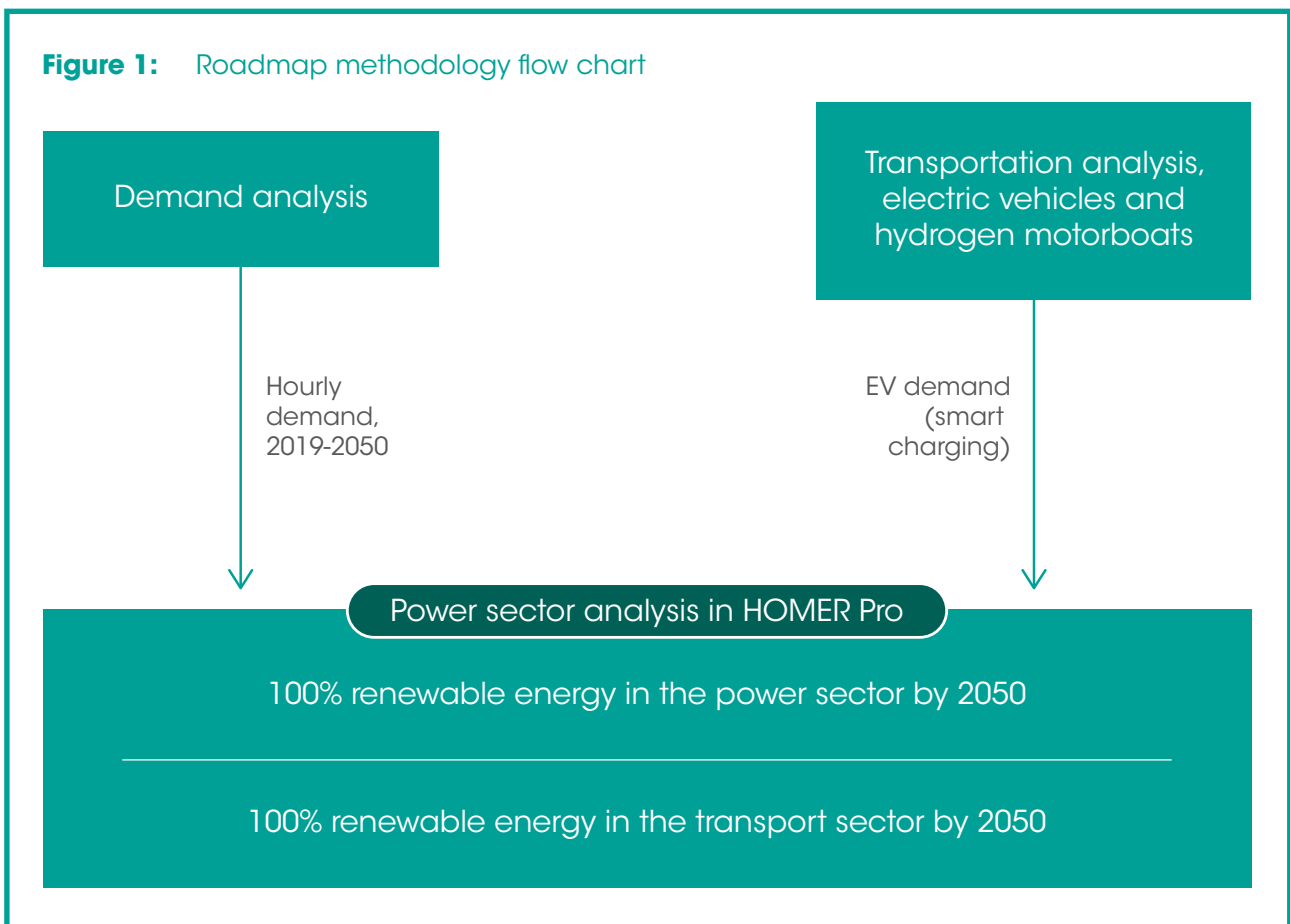 Figure 1: Roadmap methodology flow chart
Demand analysis
Transportation analysis,
electric vehicles and
hydrogen motorboats
Hourly
demand,
2019-2050
EV demand
(smart
charging)
Power sector analysis in HOMER Pro
100% renewable energy in the power sector by 2050
100% renewable energy in the transport sector by 2050